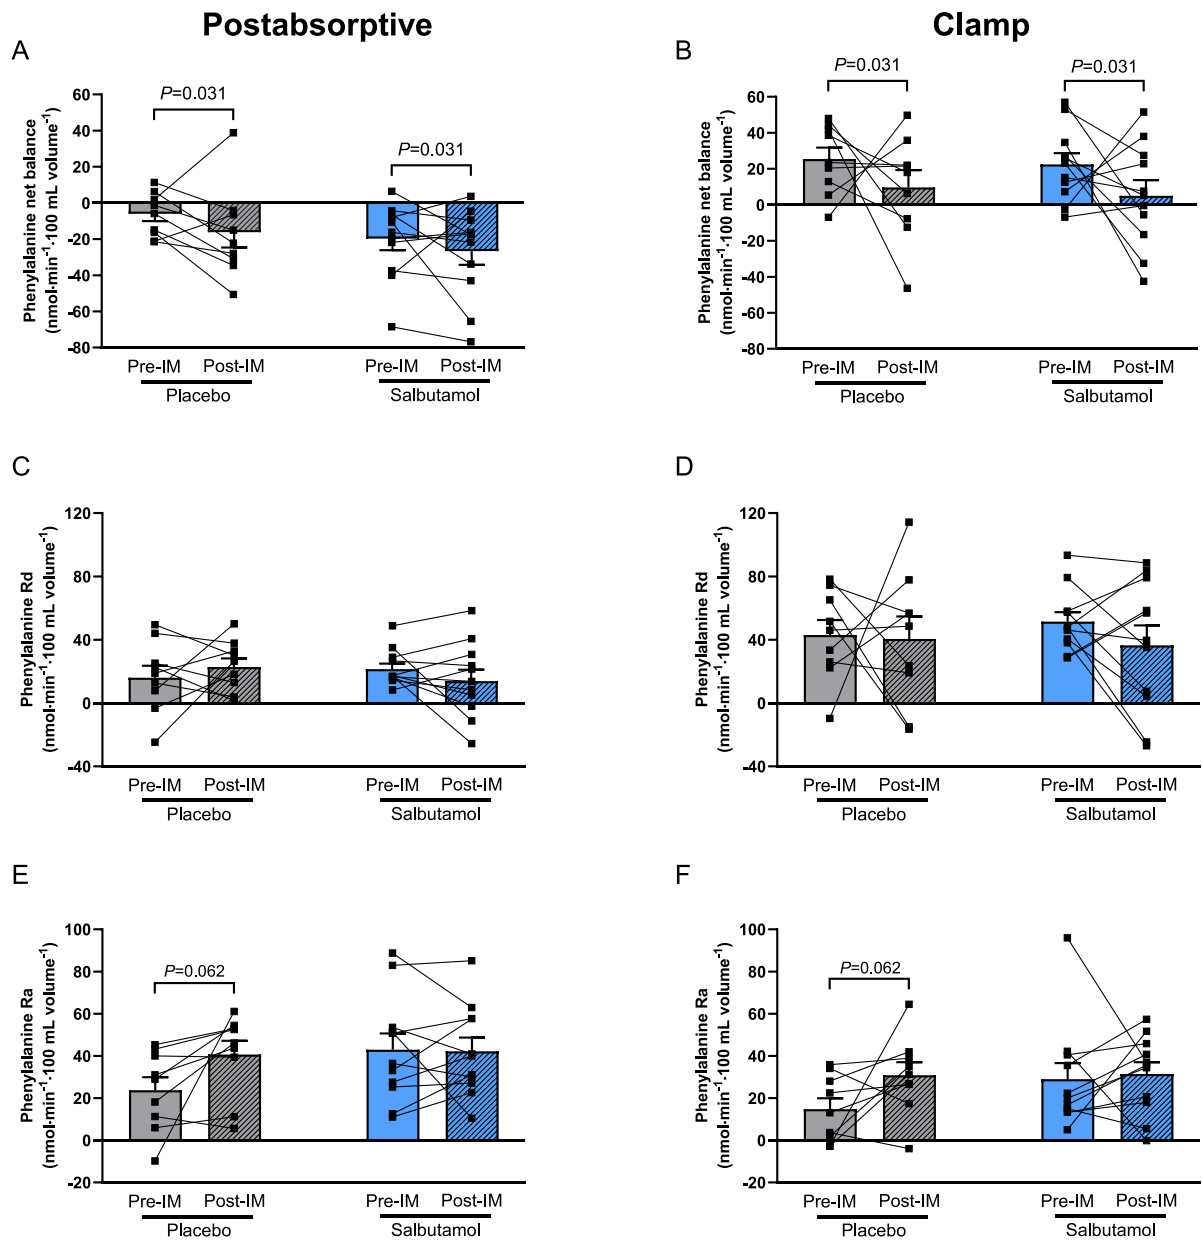 Postabsorptive
Clamp
A
Phenylalanine net balance
(nmol·min⁻¹·100 mL volume⁻¹)
60
40
20
0
-20
-40
-60
-80
P=0.031
P=0.031
Pre-IM Post-IM Pre-IM Post-IM
Placebo Salbutamol
B
Phenylalanine net balance
(nmol·min⁻¹·100 mL volume⁻¹)
60
40
20
0
-20
-40
-60
-80
P=0.031
P=0.031
Pre-IM Post-IM Pre-IM Post-IM
Placebo Salbutamol
C
Phenylalanine Rd
(nmol·min⁻¹·100 mL volume⁻¹)
120
80
40
0
-40
Pre-IM Post-IM Pre-IM Post-IM
Placebo Salbutamol
D
Phenylalanine Rd
(nmol·min⁻¹·100 mL volume⁻¹)
120
80
40
0
-40
Pre-IM Post-IM Pre-IM Post-IM
Placebo Salbutamol
E
Phenylalanine Ra
(nmol·min⁻¹·100 mL volume⁻¹)
100
80
60
40
20
0
-20
P=0.062
Pre-IM Post-IM Pre-IM Post-IM
Placebo Salbutamol
F
Phenylalanine Ra
(nmol·min⁻¹·100 mL volume⁻¹)
100
80
60
40
20
0
-20
P=0.062
Pre-IM Post-IM Pre-IM Post-IM
Placebo Salbutamol